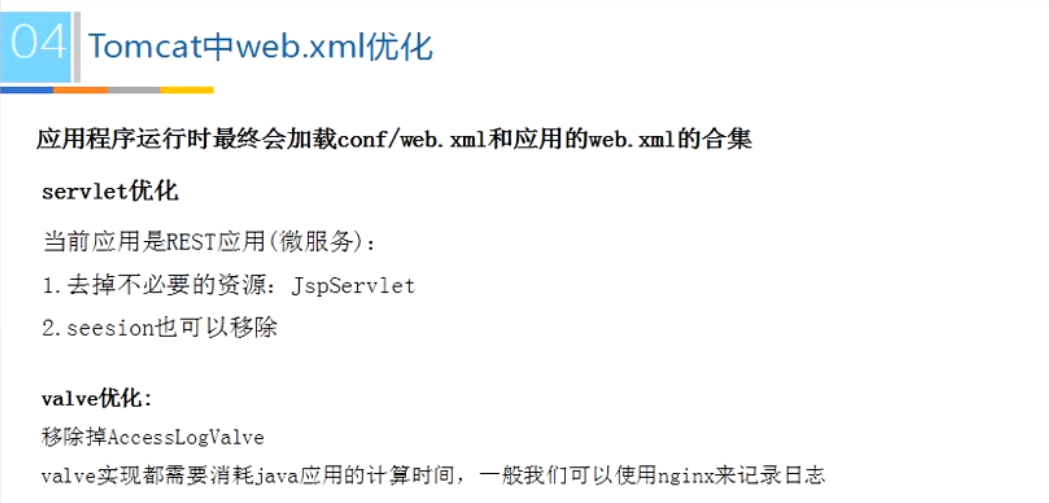 04
Tomcat中web.xml优化
应用程序运行时最终会加载conf/web.xml和应用的web.xml的合集
servlet优化
当前应用是REST应用(微服务)：
1.去掉不必要的资源：JspServlet
2.seesion也可以移除
valve优化:
移除掉AccessLogValve
valve实现都需要消耗java应用的计算时间，一般我们可以使用nginx来记录日志